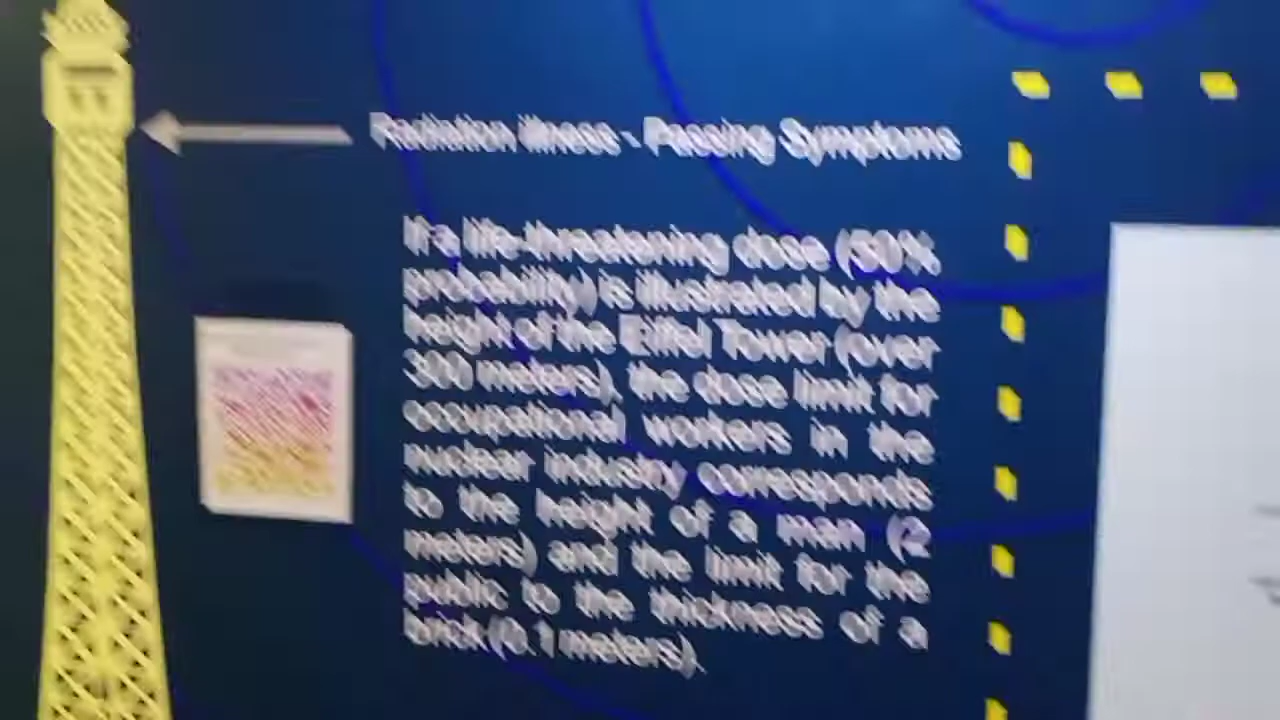 Radiation illness - Passing Symptoms
If a life-threatening dose (50%
probability) is illustrated by the
height of the Eiffel Tower (over
300 meters), the dose limit for
occupational workers in the
nuclear industry corresponds
to the height of a man (2
meters) and the limit for the
public to the thickness of a
brick (0.1 meters).